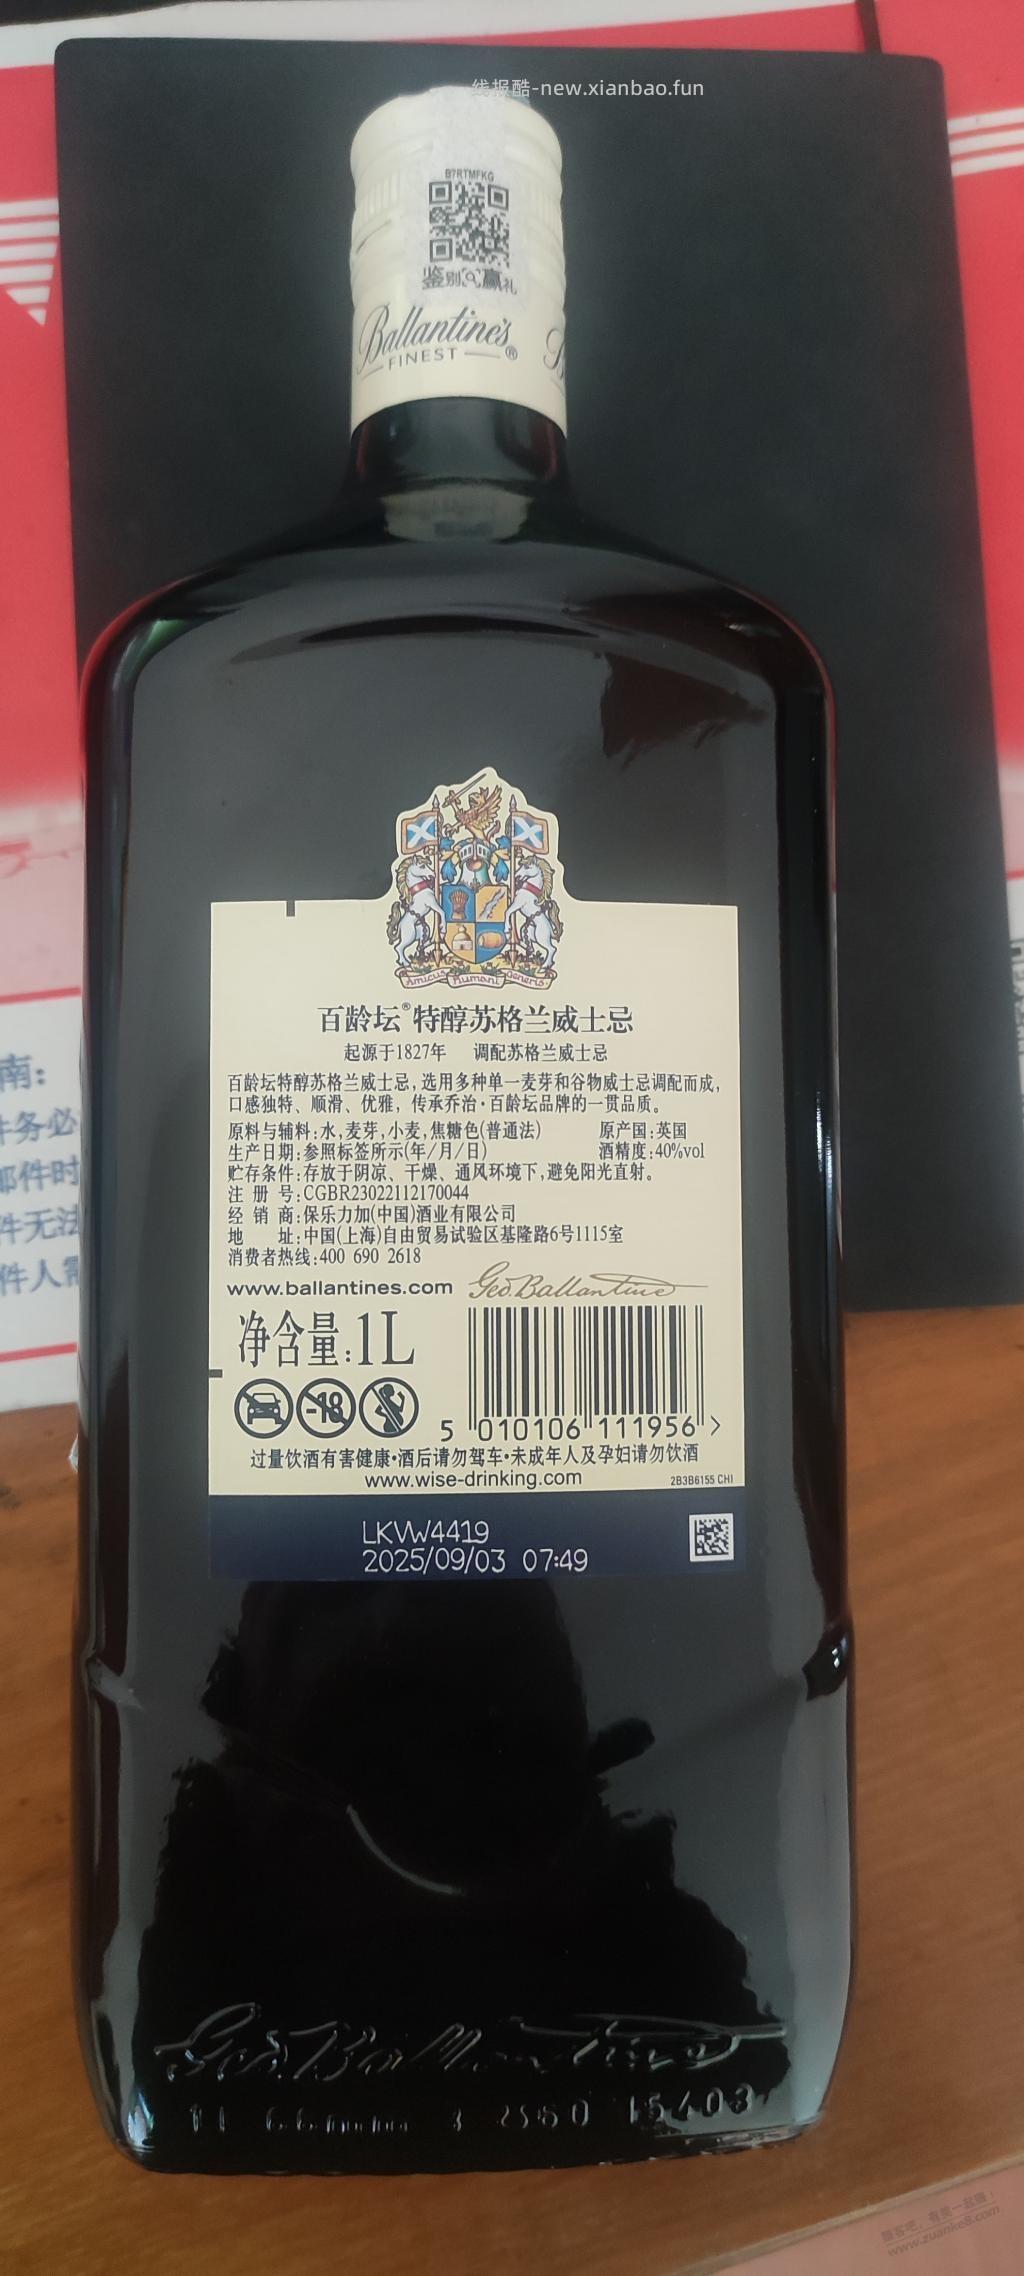 线报酷-new.xianbao.fun
B7RTMFKG
鉴别 赢礼
Ballantine's
FINEST ®
百龄坛®特醇苏格兰威士忌
起源于1827年 调配苏格兰威士忌
百龄坛特醇苏格兰威士忌,选用多种单一麦芽和谷物威士忌调配而成,
口感独特、顺滑、优雅，传承乔治·百龄坛品牌的一贯品质。
原料与辅料:水,麦芽,小麦,焦糖色(普通法) 原产国:英国
生产日期:参照标签所示(年/月/日) 酒精度:40%vol
贮存条件:存放于阴凉、干燥、通风环境下,避免阳光直射。
注册号:CGBR23022112170044
经销商:保乐力加(中国)酒业有限公司
地址:中国(上海)自由贸易试验区基隆路6号1115室
消费者热线:400 690 2618
www.ballantines.com Geo.Ballantine
净含量:1L
-18
5 010106 111956 >
过量饮酒有害健康•酒后请勿驾车•未成年人及孕妇请勿饮酒
www.wise-drinking.com 2B3B6155 CHI
LKVW4419
2025/09/03 07:49
Geo.Ballantine
南:
件务必
邮件时
件无法
件人需
Amicus Humani Generis
赚客吧，有奖一起赚！
www.zuanke8.com